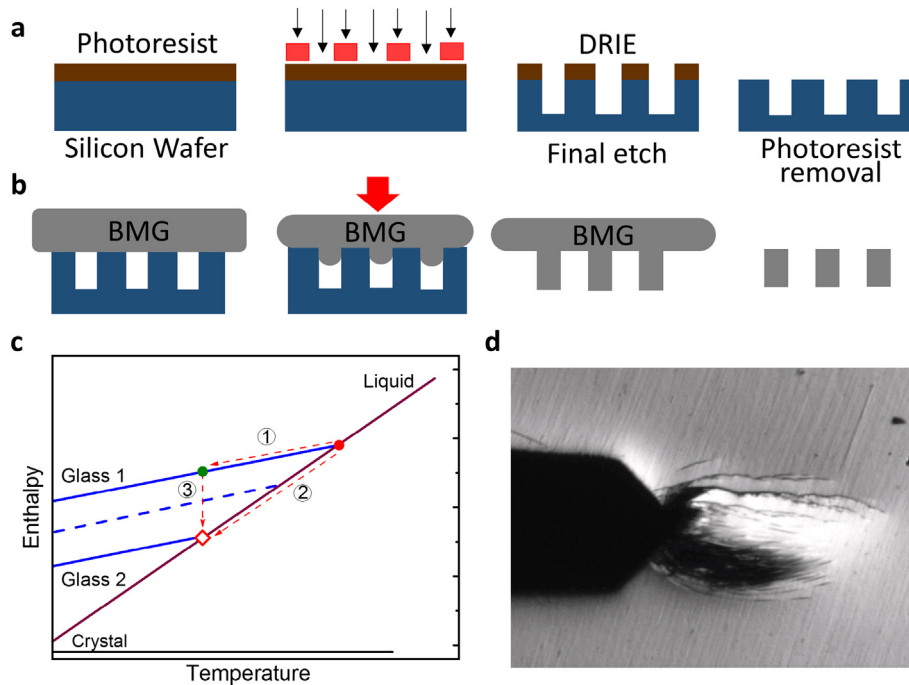 a
Photoresist
Silicon Wafer
DRIE
Final etch
Photoresist
removal
b
BMG
BMG
BMG
c
Enthalpy
Liquid
Glass 1
①
②
③
Glass 2
Crystal
Temperature
d